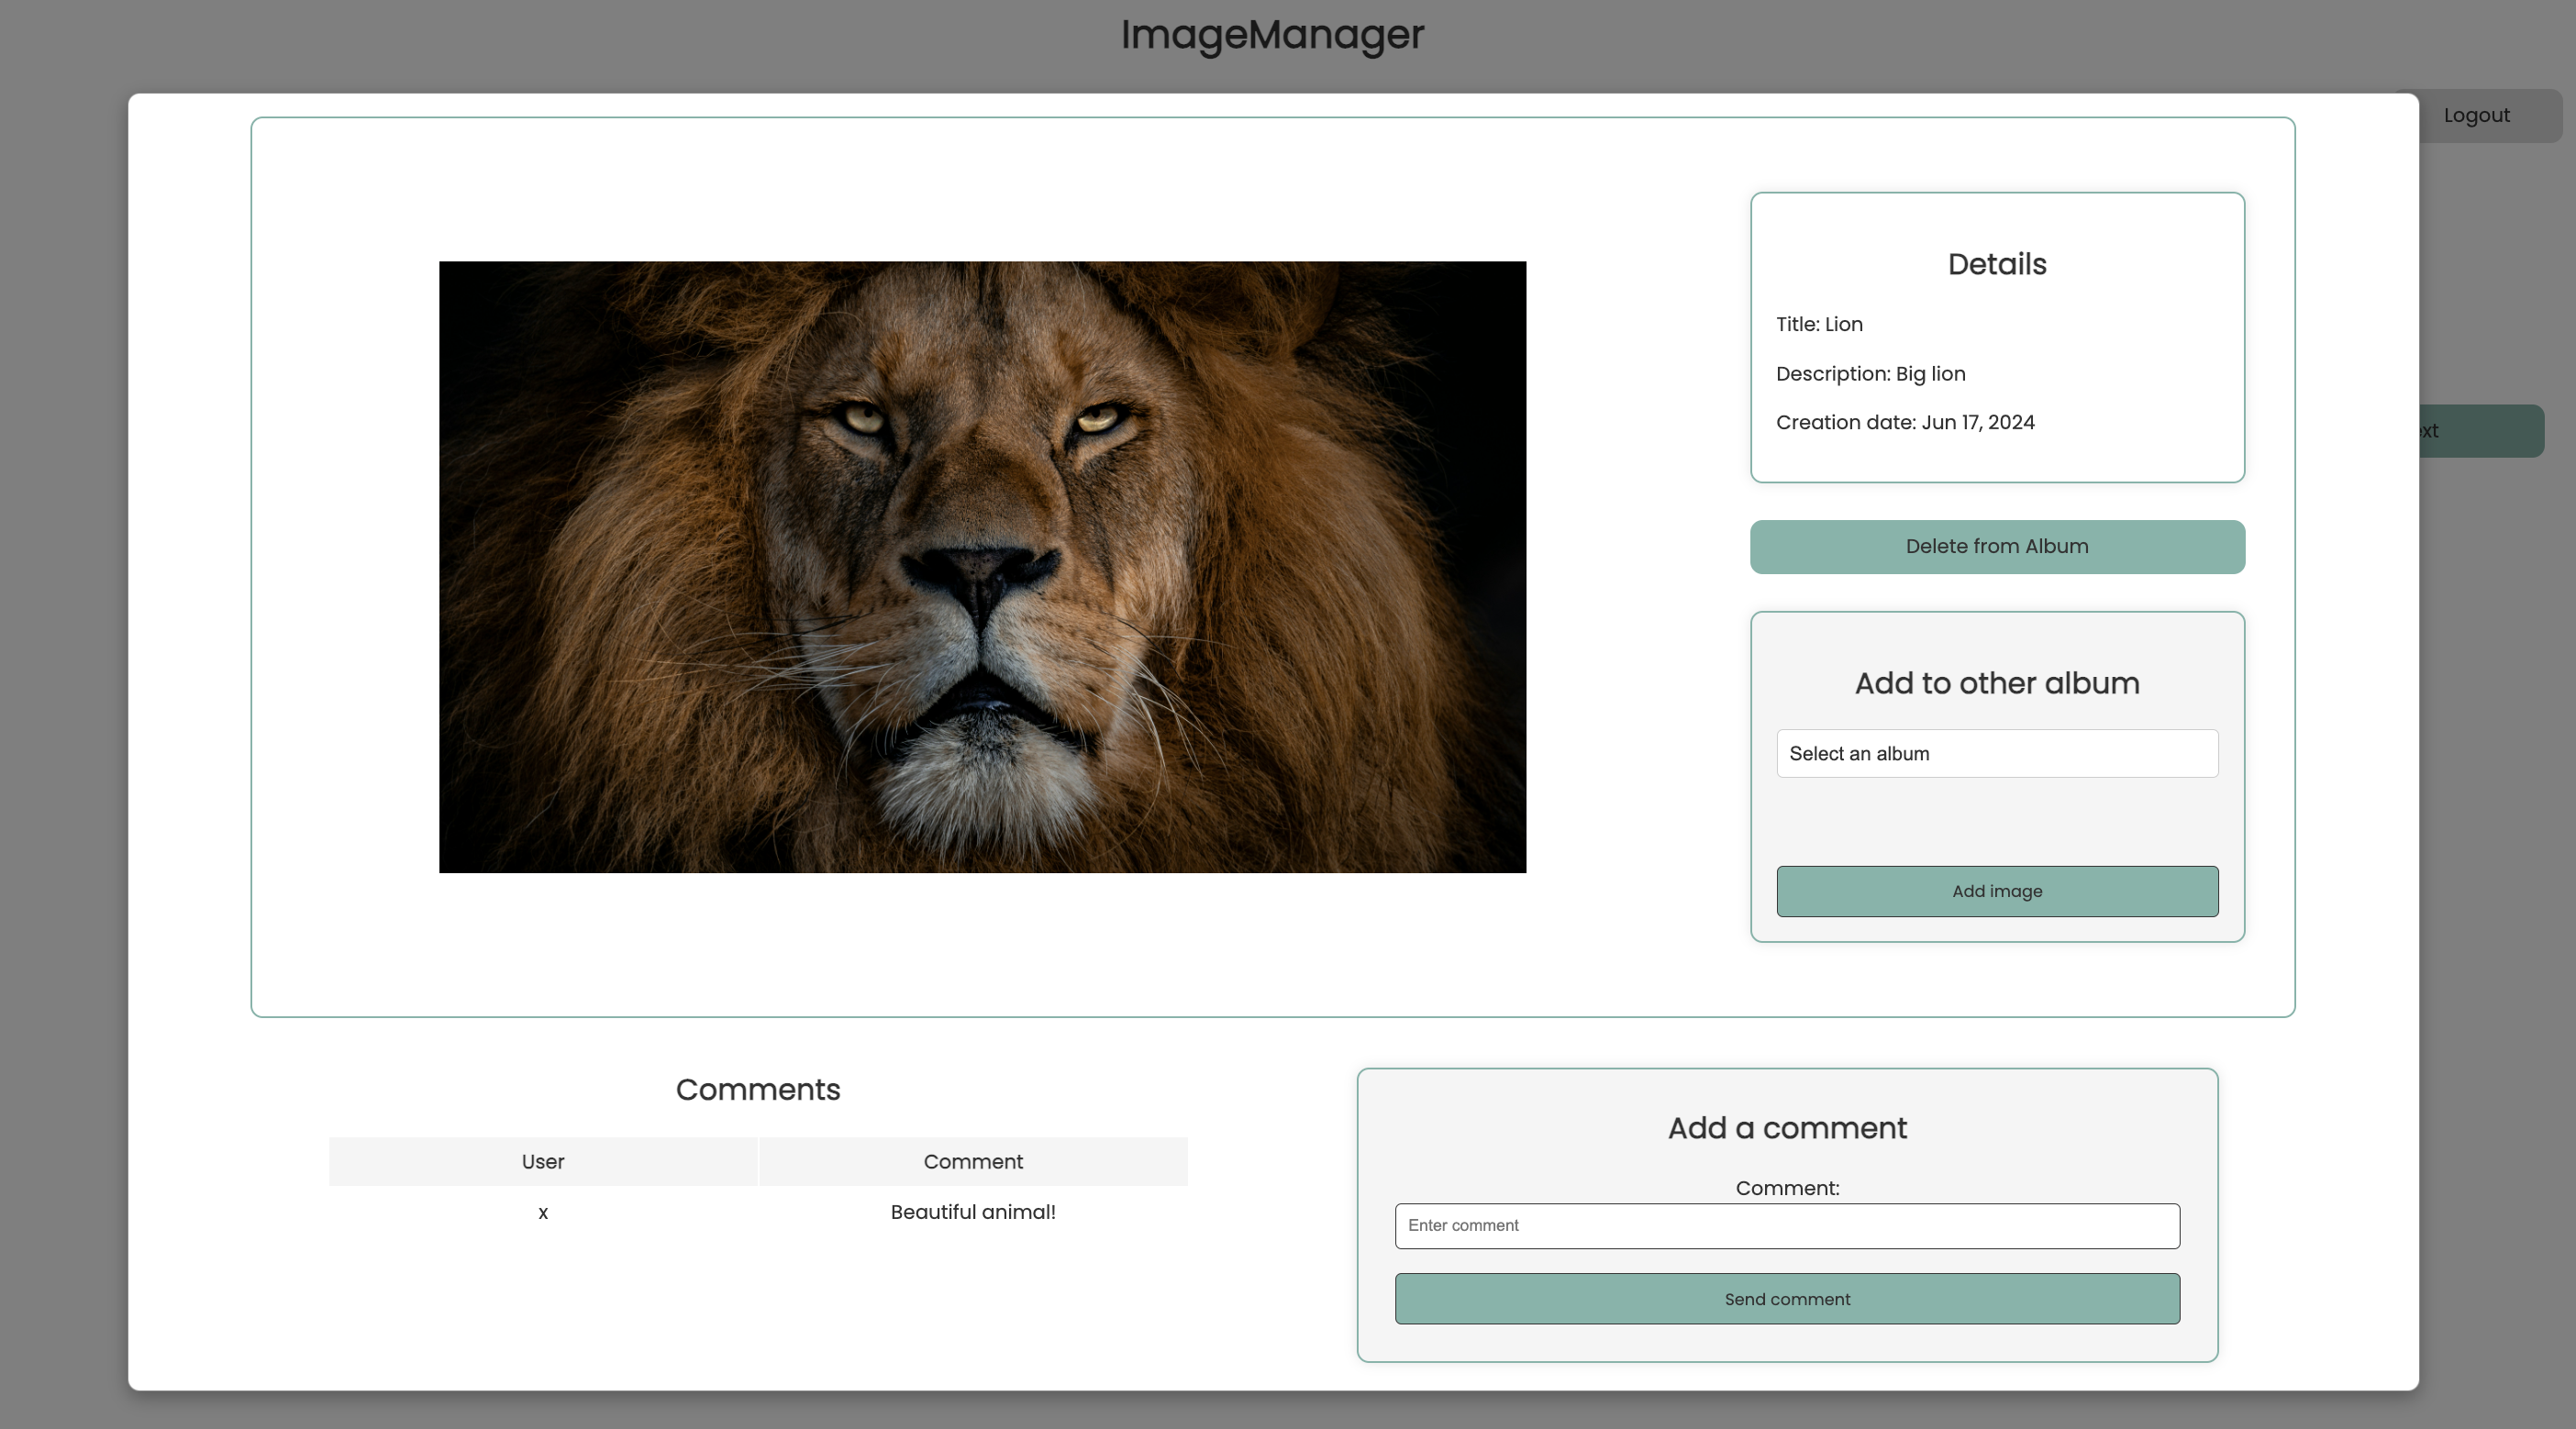 ImageManager
Logout
Details
Title: Lion
Description: Big lion
Creation date: Jun 17, 2024
ext
Delete from Album
Add to other album
Select an album
Add image
Comments
User
Comment
x
Beautiful animal!
Add a comment
Comment:
Enter comment
Send comment